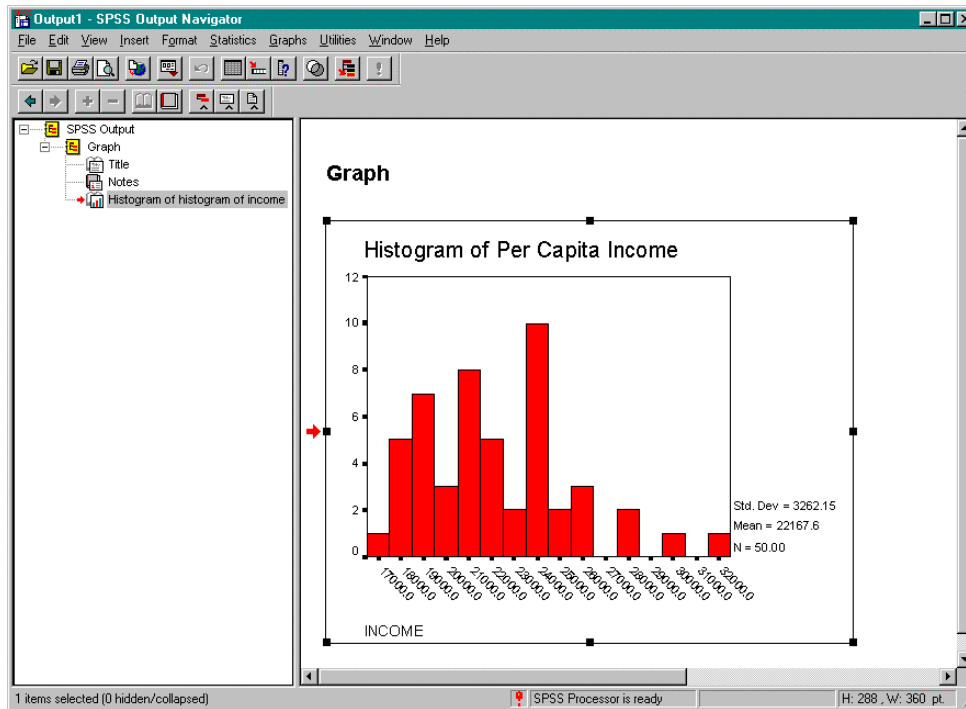 Output1 - SPSS Output Navigator
File Edit View Insert Format Statistics Graphs Utilities Window Help
SPSS Output
Graph
Title
Notes
Histogram of histogram of income
Graph
Histogram of Per Capita Income
12
10
8
6
4
2
0
Std. Dev = 3262.15
Mean = 22167.6
N = 50.00
17000.0
18000.0
19000.0
20000.0
21000.0
22000.0
23000.0
24000.0
25000.0
26000.0
27000.0
28000.0
29000.0
30000.0
31000.0
32000.0
INCOME
1 items selected (0 hidden/collapsed)
SPSS Processor is ready
H: 288 , W: 360 pt.